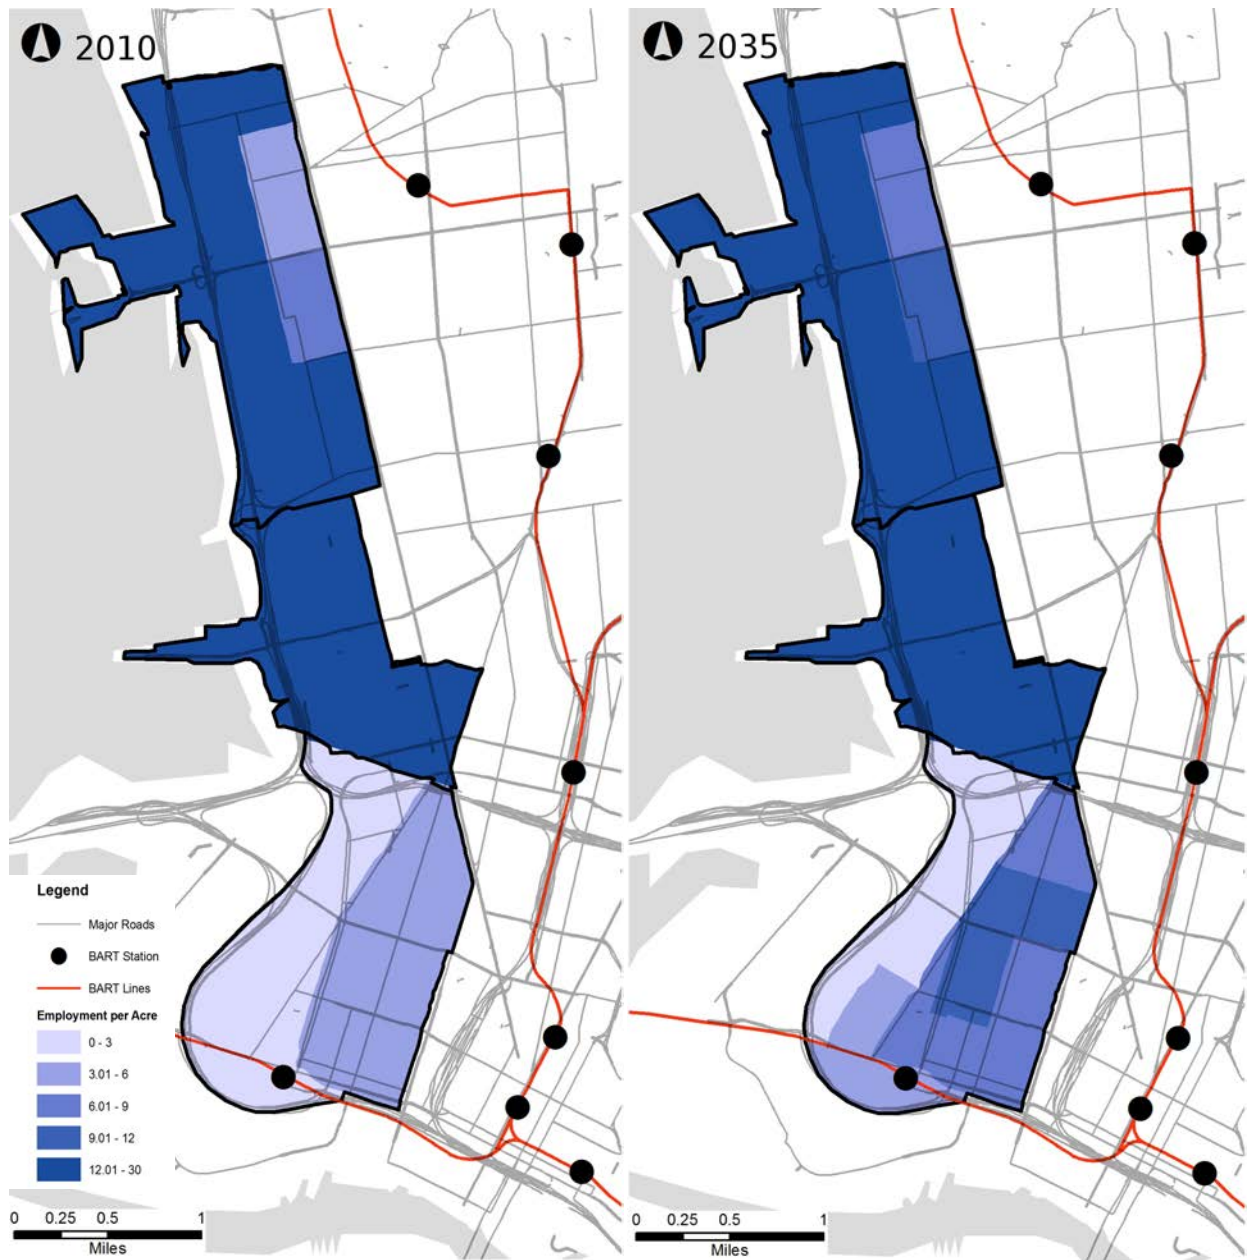 2010
2035
Legend
Major Roads
BART Station
BART Lines
Employment per Acre
0 - 3
3.01 - 6
6.01 - 9
9.01 - 12
12.01 - 30
0 0.25 0.5 1
Miles
0 0.25 0.5 1
Miles